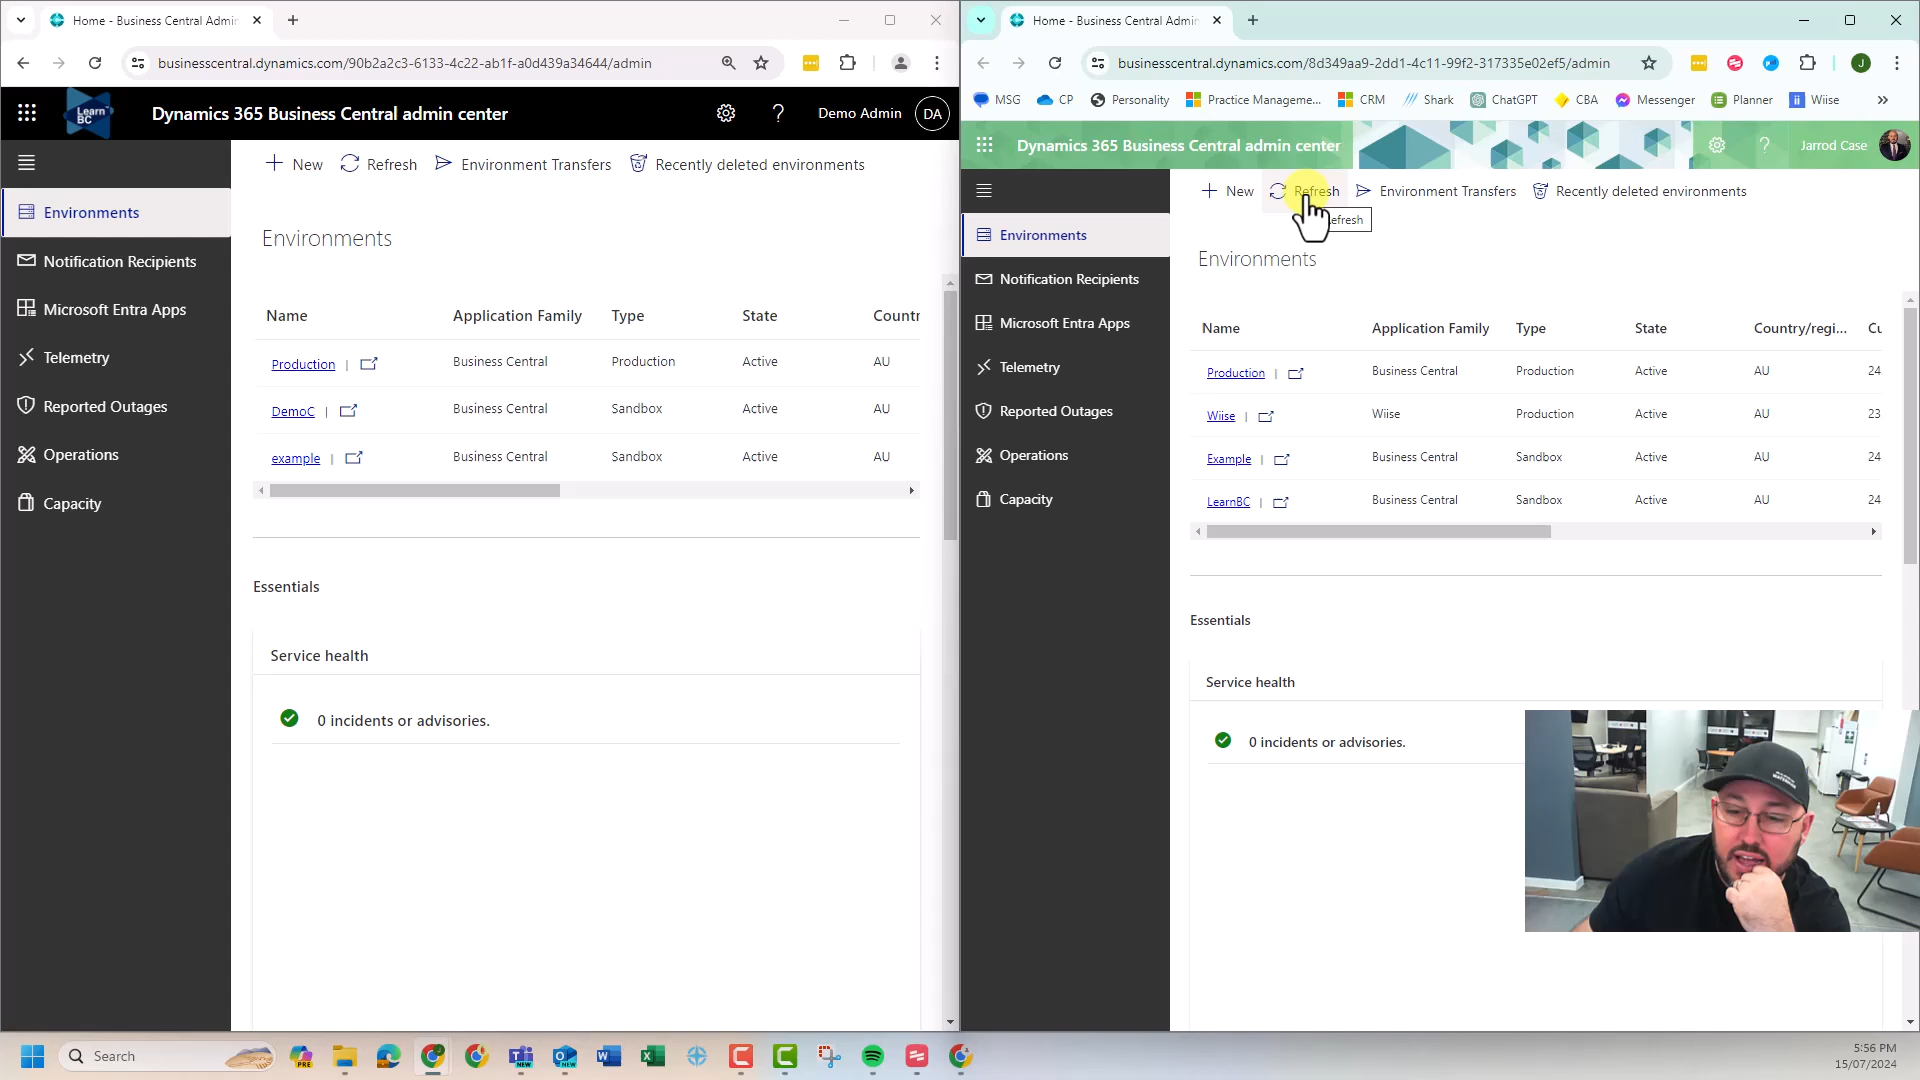 Home - Business Central Admin
businesscentral.dynamics.com/90b2a2c3-6133-4c22-ab1f-a0d439a34644/admin
Learn BC
Dynamics 365 Business Central admin center
Demo Admin
DA
New
Refresh
Environment Transfers
Recently deleted environments
Environments
Notification Recipients
Microsoft Entra Apps
Telemetry
Reported Outages
Operations
Capacity
Environments
Name Application Family Type State Countr
Production | Business Central Production Active AU
DemoC | Business Central Sandbox Active AU
example | Business Central Sandbox Active AU
Essentials
Service health
0 incidents or advisories.
Home - Business Central Admin
businesscentral.dynamics.com/8d349aa9-2dd1-4c11-99f2-317335e02ef5/admin
J
MSG CP Personality Practice Manageme... CRM Shark ChatGPT CBA Messenger Planner Wiise
Dynamics 365 Business Central admin center
Jarrod Case
New
Refresh
Environment Transfers
Recently deleted environments
efresh
Environments
Notification Recipients
Microsoft Entra Apps
Telemetry
Reported Outages
Operations
Capacity
Environments
Name Application Family Type State Country/regi... Cu
Production | Business Central Production Active AU 24
Wiise | Wiise Production Active AU 23
Example | Business Central Sandbox Active AU 24
LearnBC | Business Central Sandbox Active AU 24
Essentials
Service health
0 incidents or advisories.
Search
PRE
NEW
NEW
5:56 PM
15/07/2024